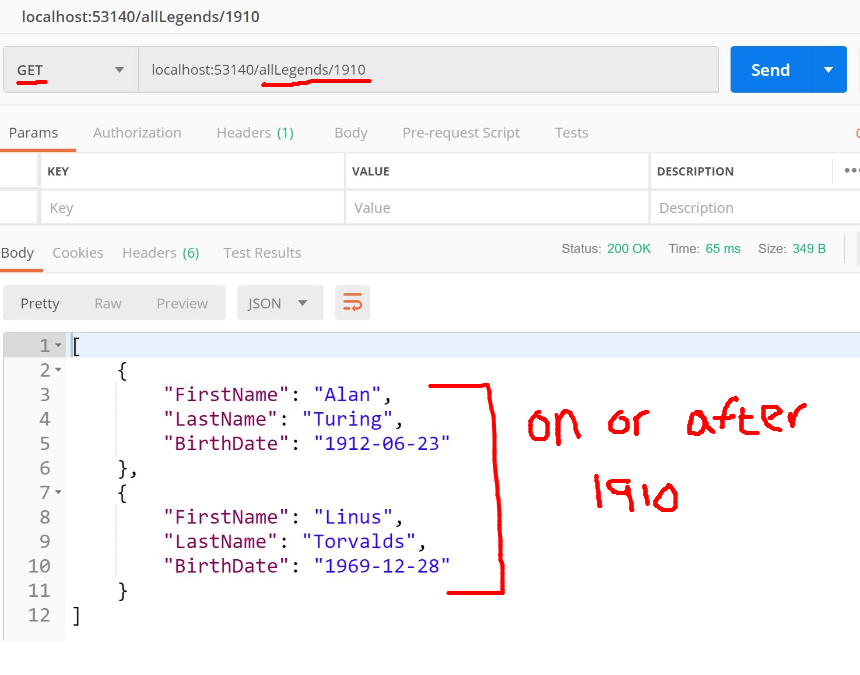 localhost:53140/allLegends/1910
GET localhost:53140/allLegends/1910 Send
Params Authorization Headers (1) Body Pre-request Script Tests
KEY VALUE DESCRIPTION •••
Key Value Description
Body Cookies Headers (6) Test Results Status: 200 OK Time: 65 ms Size: 349 B
Pretty Raw Preview JSON
1 [
2 {
3 "FirstName": "Alan",
4 "LastName": "Turing",
5 "BirthDate": "1912-06-23"
6 },
7 {
8 "FirstName": "Linus",
9 "LastName": "Torvalds",
10 "BirthDate": "1969-12-28"
11 }
12 ]
on or after
1910